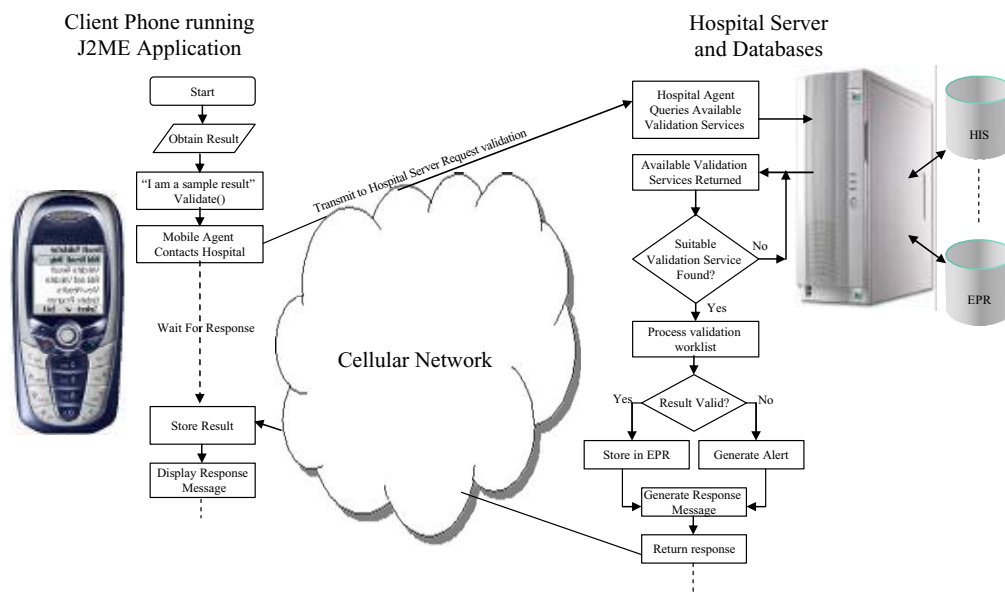 Client Phone running
J2ME Application
Start
Obtain Result
“I am a sample result”
Validate()
Mobile Agent
Contacts Hospital
Wait For Response
Store Result
Display Response
Message
Transmit to Hospital Server Request validation
Cellular Network
Hospital Server
and Databases
Hospital Agent
Queries Available
Validation Services
Available Validation
Services Returned
Suitable
Validation Service
Found?
No
Yes
Process validation
worklist
Result Valid?
Yes
No
Store in EPR
Generate Alert
Generate Response
Message
Return response
HIS
EPR